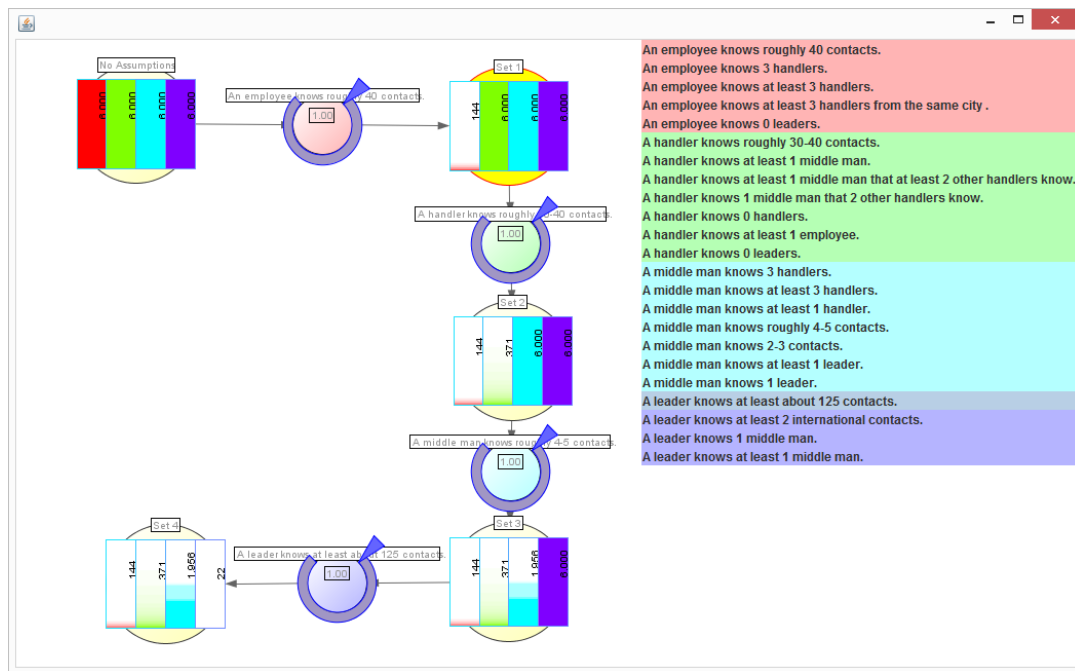 No Assumptions
6.000
6.000
6.000
6.000
An employee knows roughly 40 contacts.
1.00
Set 1
144
6.000
6.000
6.000
A handler knows roughly 30-40 contacts.
1.00
Set 2
144
371
6.000
6.000
A middle man knows roughly 4-5 contacts.
1.00
Set 3
144
371
1.956
6.000
A leader knows at least about 125 contacts.
1.00
Set 4
144
371
1.956
22
An employee knows roughly 40 contacts.
An employee knows 3 handlers.
An employee knows at least 3 handlers.
An employee knows at least 3 handlers from the same city .
An employee knows 0 leaders.
A handler knows roughly 30-40 contacts.
A handler knows at least 1 middle man.
A handler knows at least 1 middle man that at least 2 other handlers know.
A handler knows 1 middle man that 2 other handlers know.
A handler knows 0 handlers.
A handler knows at least 1 employee.
A handler knows 0 leaders.
A middle man knows 3 handlers.
A middle man knows at least 3 handlers.
A middle man knows at least 1 handler.
A middle man knows roughly 4-5 contacts.
A middle man knows 2-3 contacts.
A middle man knows at least 1 leader.
A middle man knows 1 leader.
A leader knows at least about 125 contacts.
A leader knows at least 2 international contacts.
A leader knows 1 middle man.
A leader knows at least 1 middle man.